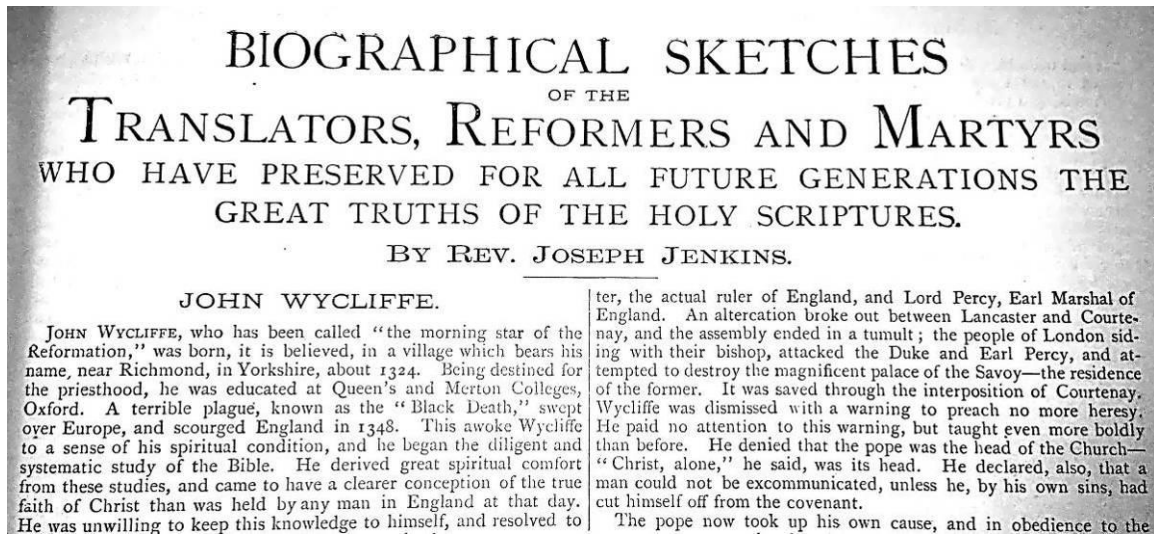 BIOGRAPHICAL SKETCHES
OF THE
TRANSLATORS, REFORMERS AND MARTYRS
WHO HAVE PRESERVED FOR ALL FUTURE GENERATIONS THE
GREAT TRUTHS OF THE HOLY SCRIPTURES.
BY REV. JOSEPH JENKINS.
JOHN WYCLIFFE.
JOHN WYCLIFFE, who has been called "the morning star of the
Reformation," was born, it is believed, in a village which bears his
name, near Richmond, in Yorkshire, about 1324. Being destined for
the priesthood, he was educated at Queen's and Merton Colleges,
Oxford. A terrible plague, known as the "Black Death," swept
over Europe, and scourged England in 1348. This awoke Wycliffe
to a sense of his spiritual condition, and he began the diligent and
systematic study of the Bible. He derived great spiritual comfort
from these studies, and came to have a clearer conception of the true
faith of Christ than was held by any man in England at that day.
He was unwilling to keep this knowledge to himself, and resolved to
ter, the actual ruler of England, and Lord Percy, Earl Marshal of
England. An altercation broke out between Lancaster and Courte-
nay, and the assembly ended in a tumult; the people of London sid-
ing with their bishop, attacked the Duke and Earl Percy, and at-
tempted to destroy the magnificent palace of the Savoy—the residence
of the former. It was saved through the interposition of Courtenay.
Wycliffe was dismissed with a warning to preach no more heresy.
He paid no attention to this warning, but taught even more boldly
than before. He denied that the pope was the head of the Church—
"Christ, alone," he said, was its head. He declared, also, that a
man could not be excommunicated, unless he, by his own sins, had
cut himself off from the covenant.
The pope now took up his own cause, and in obedience to the